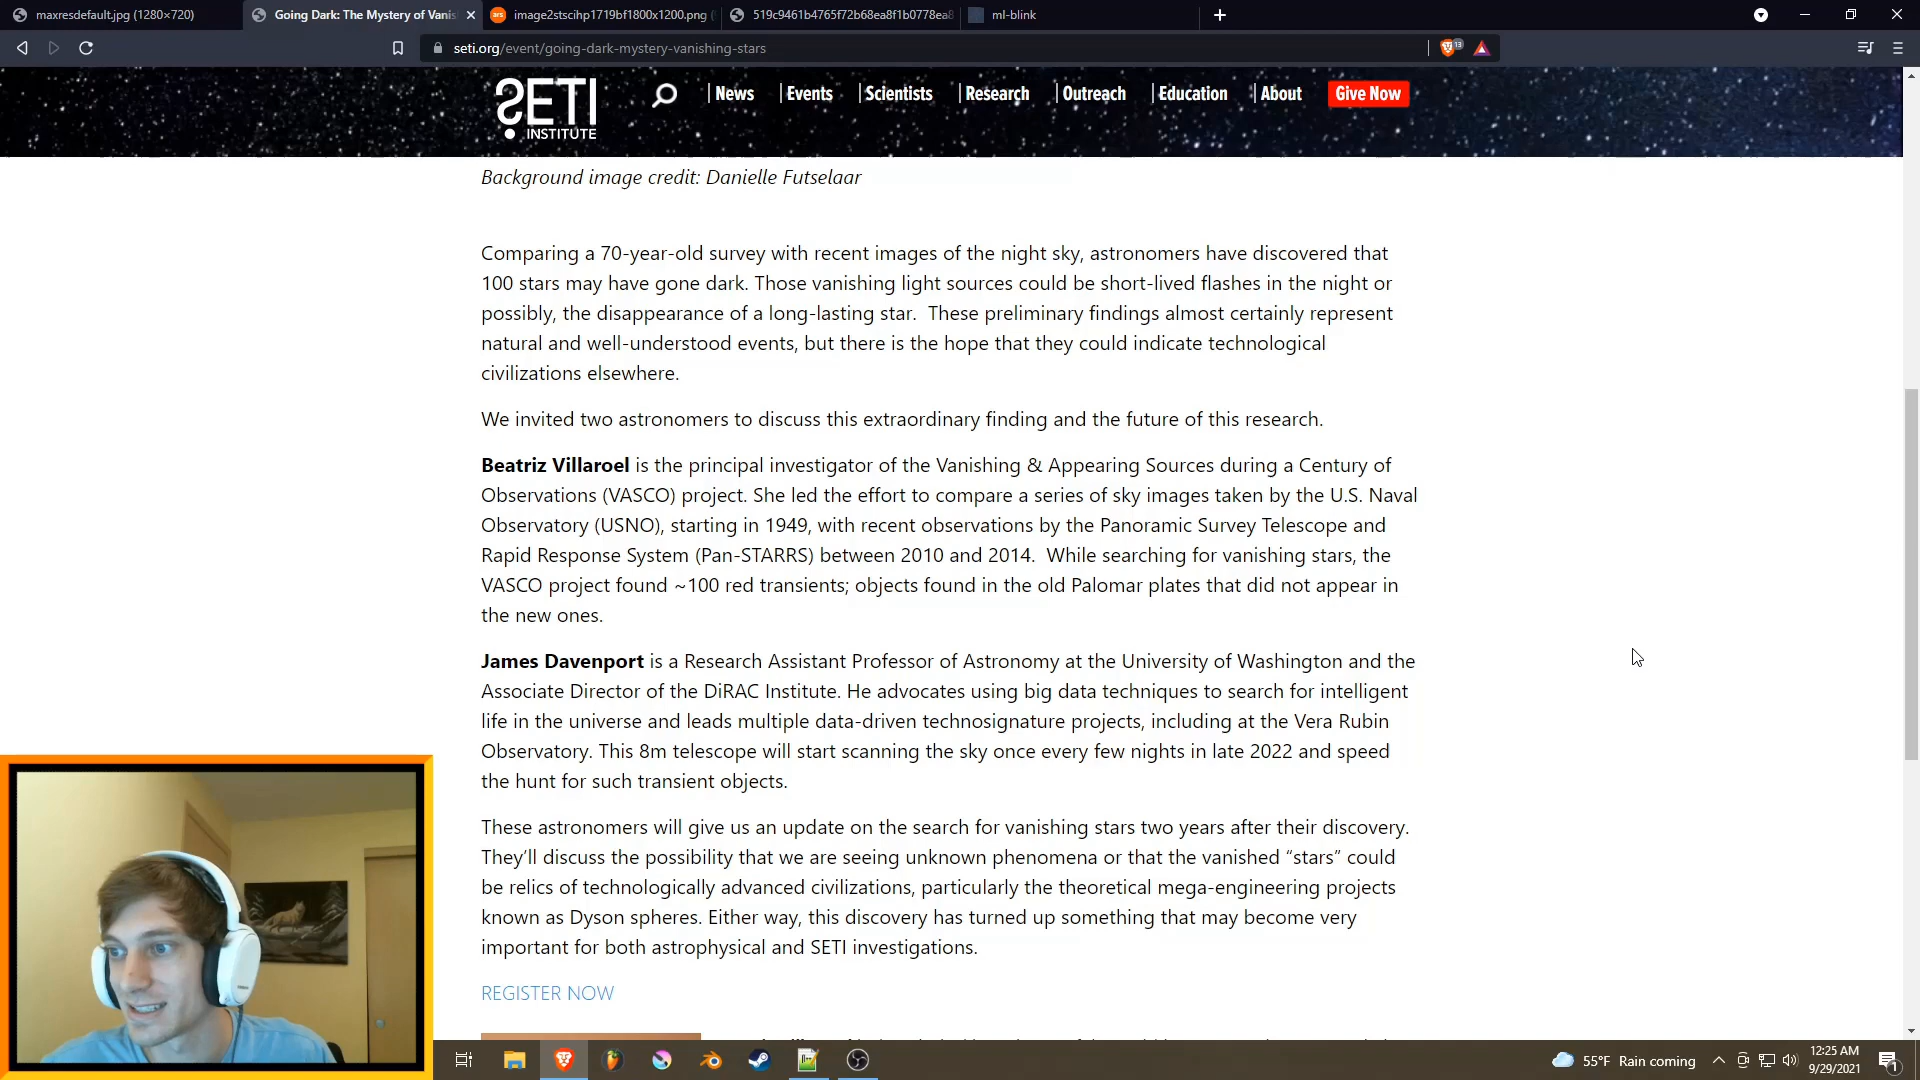 maxresdefault.jpg (1280×720)
Going Dark: The Mystery of Vanis
ars
image2stscihp1719bf1800x1200.png (
519c9461b4765f72b68ea8f1b0778ea8
ml-blink
seti.org/event/going-dark-mystery-vanishing-stars
13
SETI
INSTITUTE
News
Events
Scientists
Research
Outreach
Education
About
Give Now
Background image credit: Danielle Futselaar
Comparing a 70-year-old survey with recent images of the night sky, astronomers have discovered that
100 stars may have gone dark. Those vanishing light sources could be short-lived flashes in the night or
possibly, the disappearance of a long-lasting star.  These preliminary findings almost certainly represent
natural and well-understood events, but there is the hope that they could indicate technological
civilizations elsewhere.
We invited two astronomers to discuss this extraordinary finding and the future of this research.
Beatriz Villaroel is the principal investigator of the Vanishing & Appearing Sources during a Century of
Observations (VASCO) project. She led the effort to compare a series of sky images taken by the U.S. Naval
Observatory (USNO), starting in 1949, with recent observations by the Panoramic Survey Telescope and
Rapid Response System (Pan-STARRS) between 2010 and 2014.  While searching for vanishing stars, the
VASCO project found ~100 red transients; objects found in the old Palomar plates that did not appear in
the new ones.
James Davenport is a Research Assistant Professor of Astronomy at the University of Washington and the
Associate Director of the DiRAC Institute. He advocates using big data techniques to search for intelligent
life in the universe and leads multiple data-driven technosignature projects, including at the Vera Rubin
Observatory. This 8m telescope will start scanning the sky once every few nights in late 2022 and speed
the hunt for such transient objects.
These astronomers will give us an update on the search for vanishing stars two years after their discovery.
They’ll discuss the possibility that we are seeing unknown phenomena or that the vanished “stars” could
be relics of technologically advanced civilizations, particularly the theoretical mega-engineering projects
known as Dyson spheres. Either way, this discovery has turned up something that may become very
important for both astrophysical and SETI investigations.
REGISTER NOW
55°F Rain coming
12:25 AM
9/29/2021
1